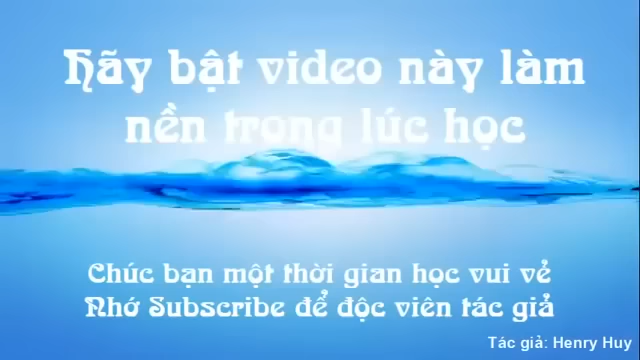 Hãy bật video này làm
nền trong lúc học
Chúc bạn một thời gian học vui vẻ
Nhớ Subscribe để độc viên tác giả
Tác giả: Henry Huy